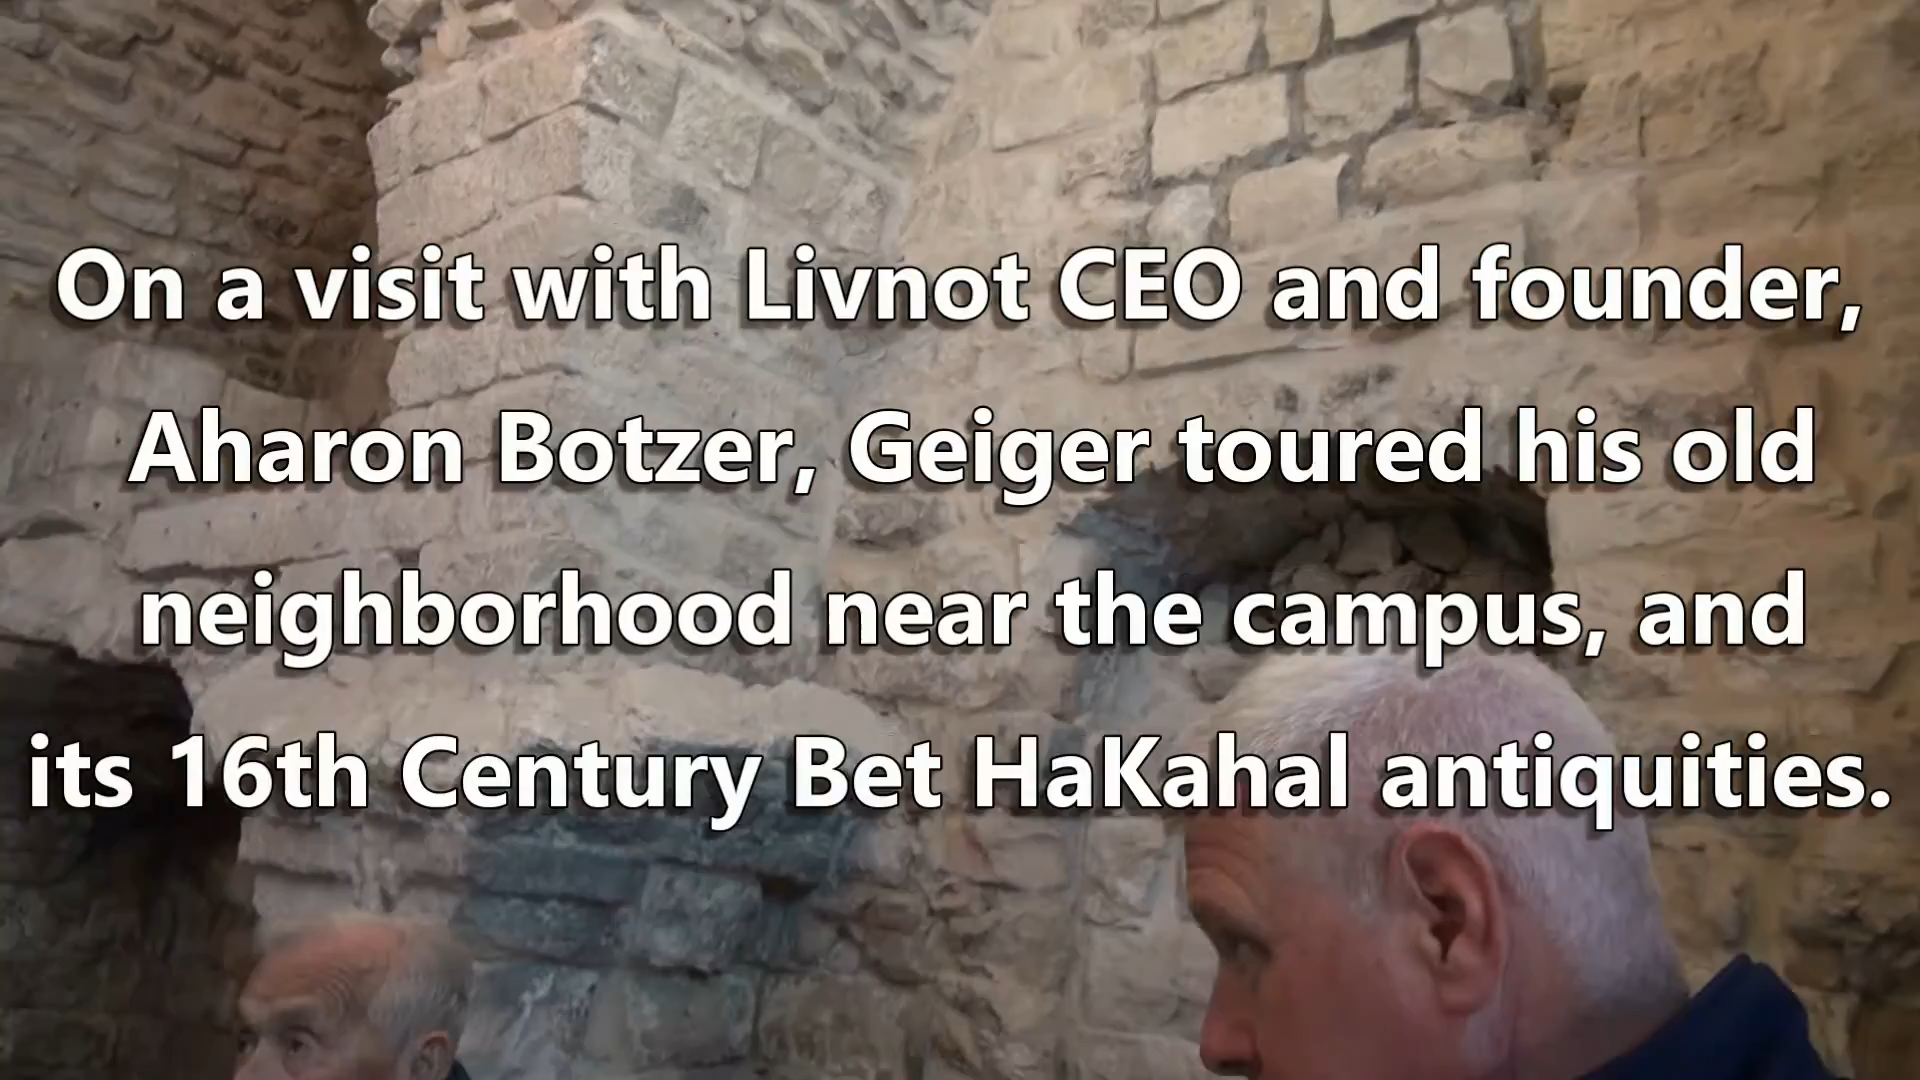 On a visit with Livnot CEO and founder,
Aharon Botzer, Geiger toured his old
neighborhood near the campus, and
its 16th Century Bet HaKahal antiquities.